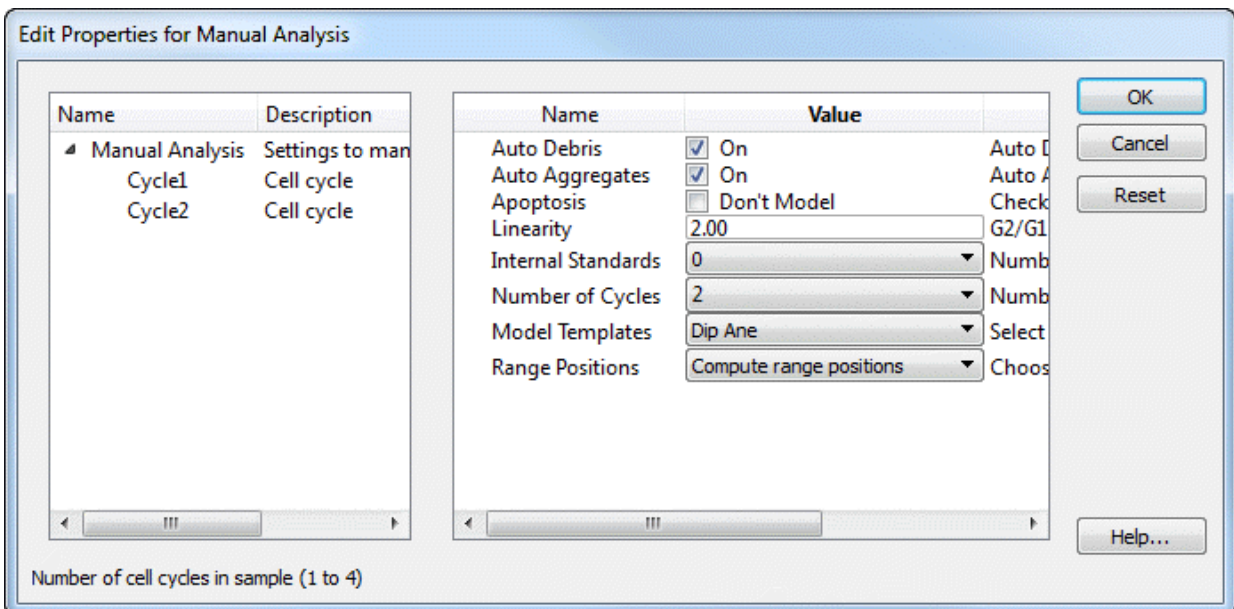 Edit Properties for Manual Analysis
Name Description
Manual Analysis Settings to man
Cycle1 Cell cycle
Cycle2 Cell cycle
Name Value
Auto Debris On Auto D
Auto Aggregates On Auto A
Apoptosis Don't Model Check
Linearity 2.00 G2/G1
Internal Standards 0 Numb
Number of Cycles 2 Numb
Model Templates Dip Ane Select
Range Positions Compute range positions Choos
OK
Cancel
Reset
Help...
Number of cell cycles in sample (1 to 4)